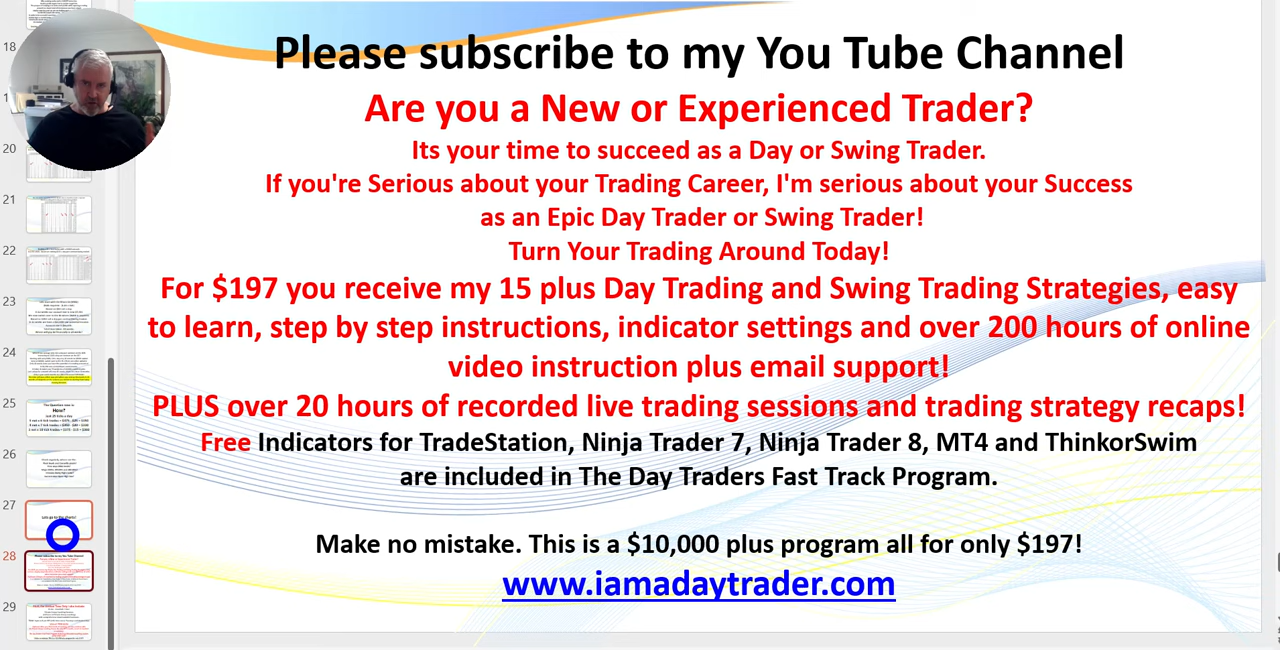 Please subscribe to my You Tube Channel
Are you a New or Experienced Trader?
Its your time to succeed as a Day or Swing Trader.
If you're Serious about your Trading Career, I'm serious about your Success
as an Epic Day Trader or Swing Trader!
Turn Your Trading Around Today!
For $197 you receive my 15 plus Day Trading and Swing Trading Strategies, easy
to learn, step by step instructions, indicator settings and over 200 hours of online
video instruction plus email support!
PLUS over 20 hours of recorded live trading sessions and trading strategy recaps!
Free Indicators for TradeStation, Ninja Trader 7, Ninja Trader 8, MT4 and ThinkorSwim
are included in The Day Traders Fast Track Program.
Make no mistake. This is a $10,000 plus program all for only $197!
www.iamadaytrader.com
18
20
21
22
23
24
25
26
27
Let's go to the charts!
28
29